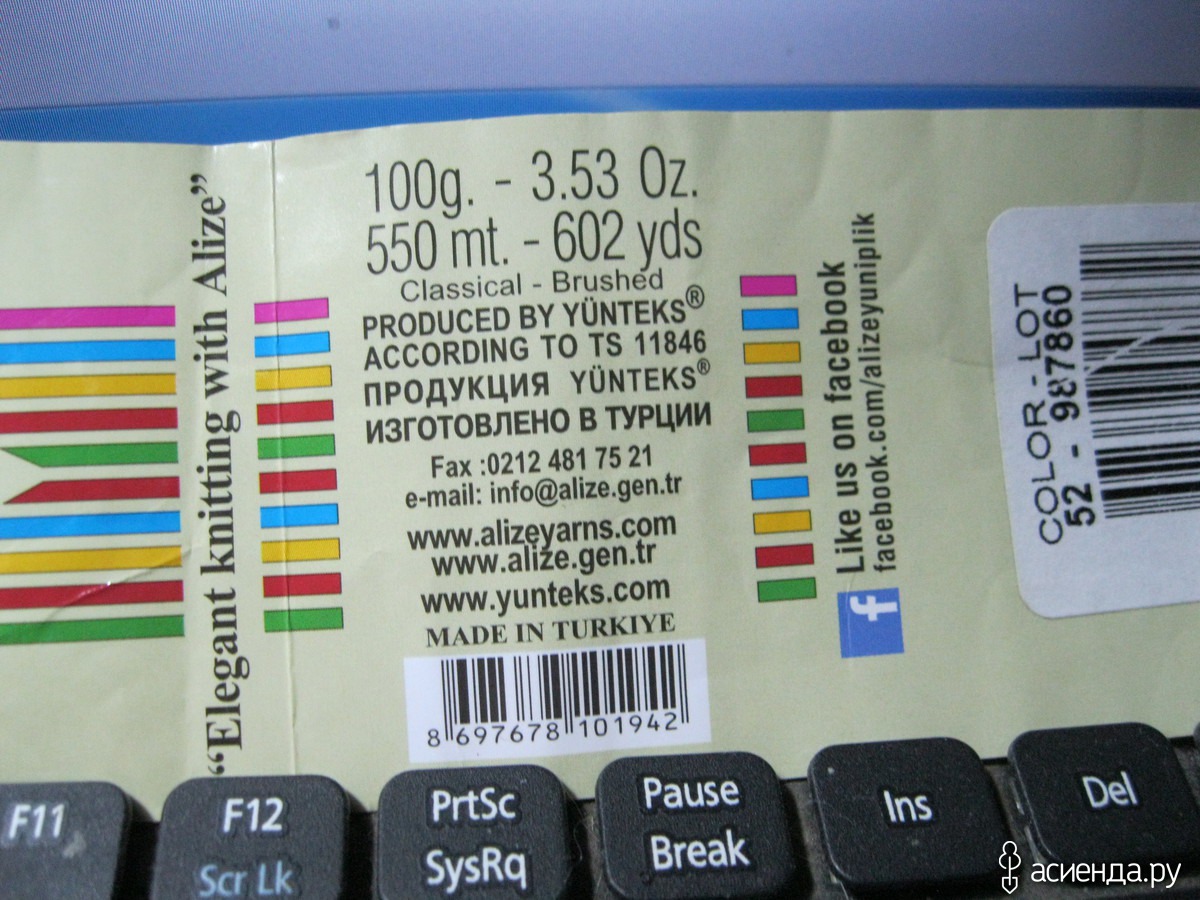 “Elegant knitting with Alize”
100g. - 3.53 Oz.
550 mt. - 602 yds
Classical - Brushed
PRODUCED BY YÜNTEKS®
ACCORDING TO TS 11846
ПРОДУКЦИЯ YÜNTEKS®
ИЗГОТОВЛЕНО В ТУРЦИИ
Fax :0212 481 75 21
e-mail: info@alize.gen.tr
www.alizeyarns.com
www.alize.gen.tr
www.yunteks.com
MADE IN TURKIYE
8 697678 101942
f Like us on facebook
facebook.com/alizeyuniplik
COLOR - LOT
52 - 987860
F11
F12
Scr Lk
PrtSc
SysRq
Pause
Break
Ins
Del
асиенда.ру